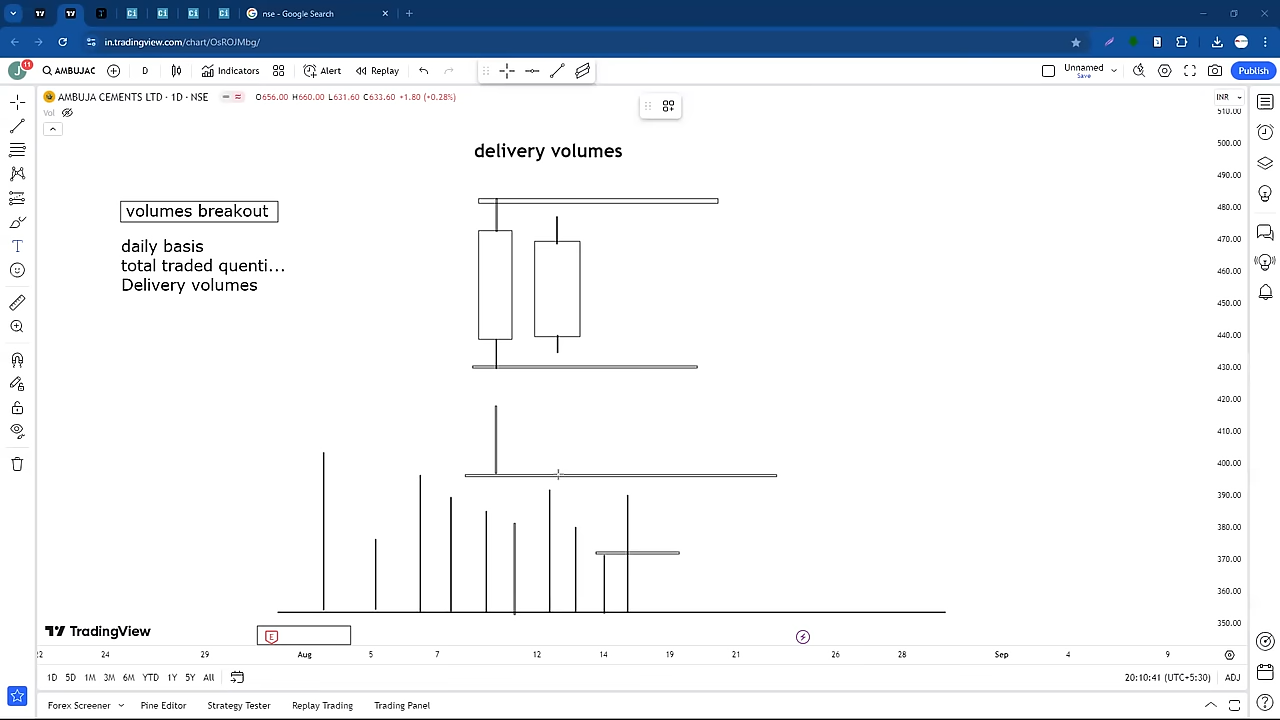 nse - Google Search
in.tradingview.com/chart/OsROJMbg/
11
AMBUJAC
D
Indicators
Alert
Replay
Unnamed
Save
Publish
AMBUJA CEMENTS LTD · 1D · NSE
O656.00 H660.00 L631.60 C633.60 +1.80 (+0.28%)
INR
Vol
delivery volumes
volumes breakout
daily basis
total traded quenti...
Delivery volumes
510.00
500.00
490.00
480.00
470.00
460.00
450.00
440.00
430.00
420.00
410.00
400.00
390.00
380.00
370.00
360.00
350.00
E
TradingView
22
24
29
Aug
5
7
12
14
19
21
26
28
Sep
4
9
1D 5D 1M 3M 6M YTD 1Y 5Y All
20:10:41 (UTC+5:30)
ADJ
Forex Screener
Pine Editor
Strategy Tester
Replay Trading
Trading Panel